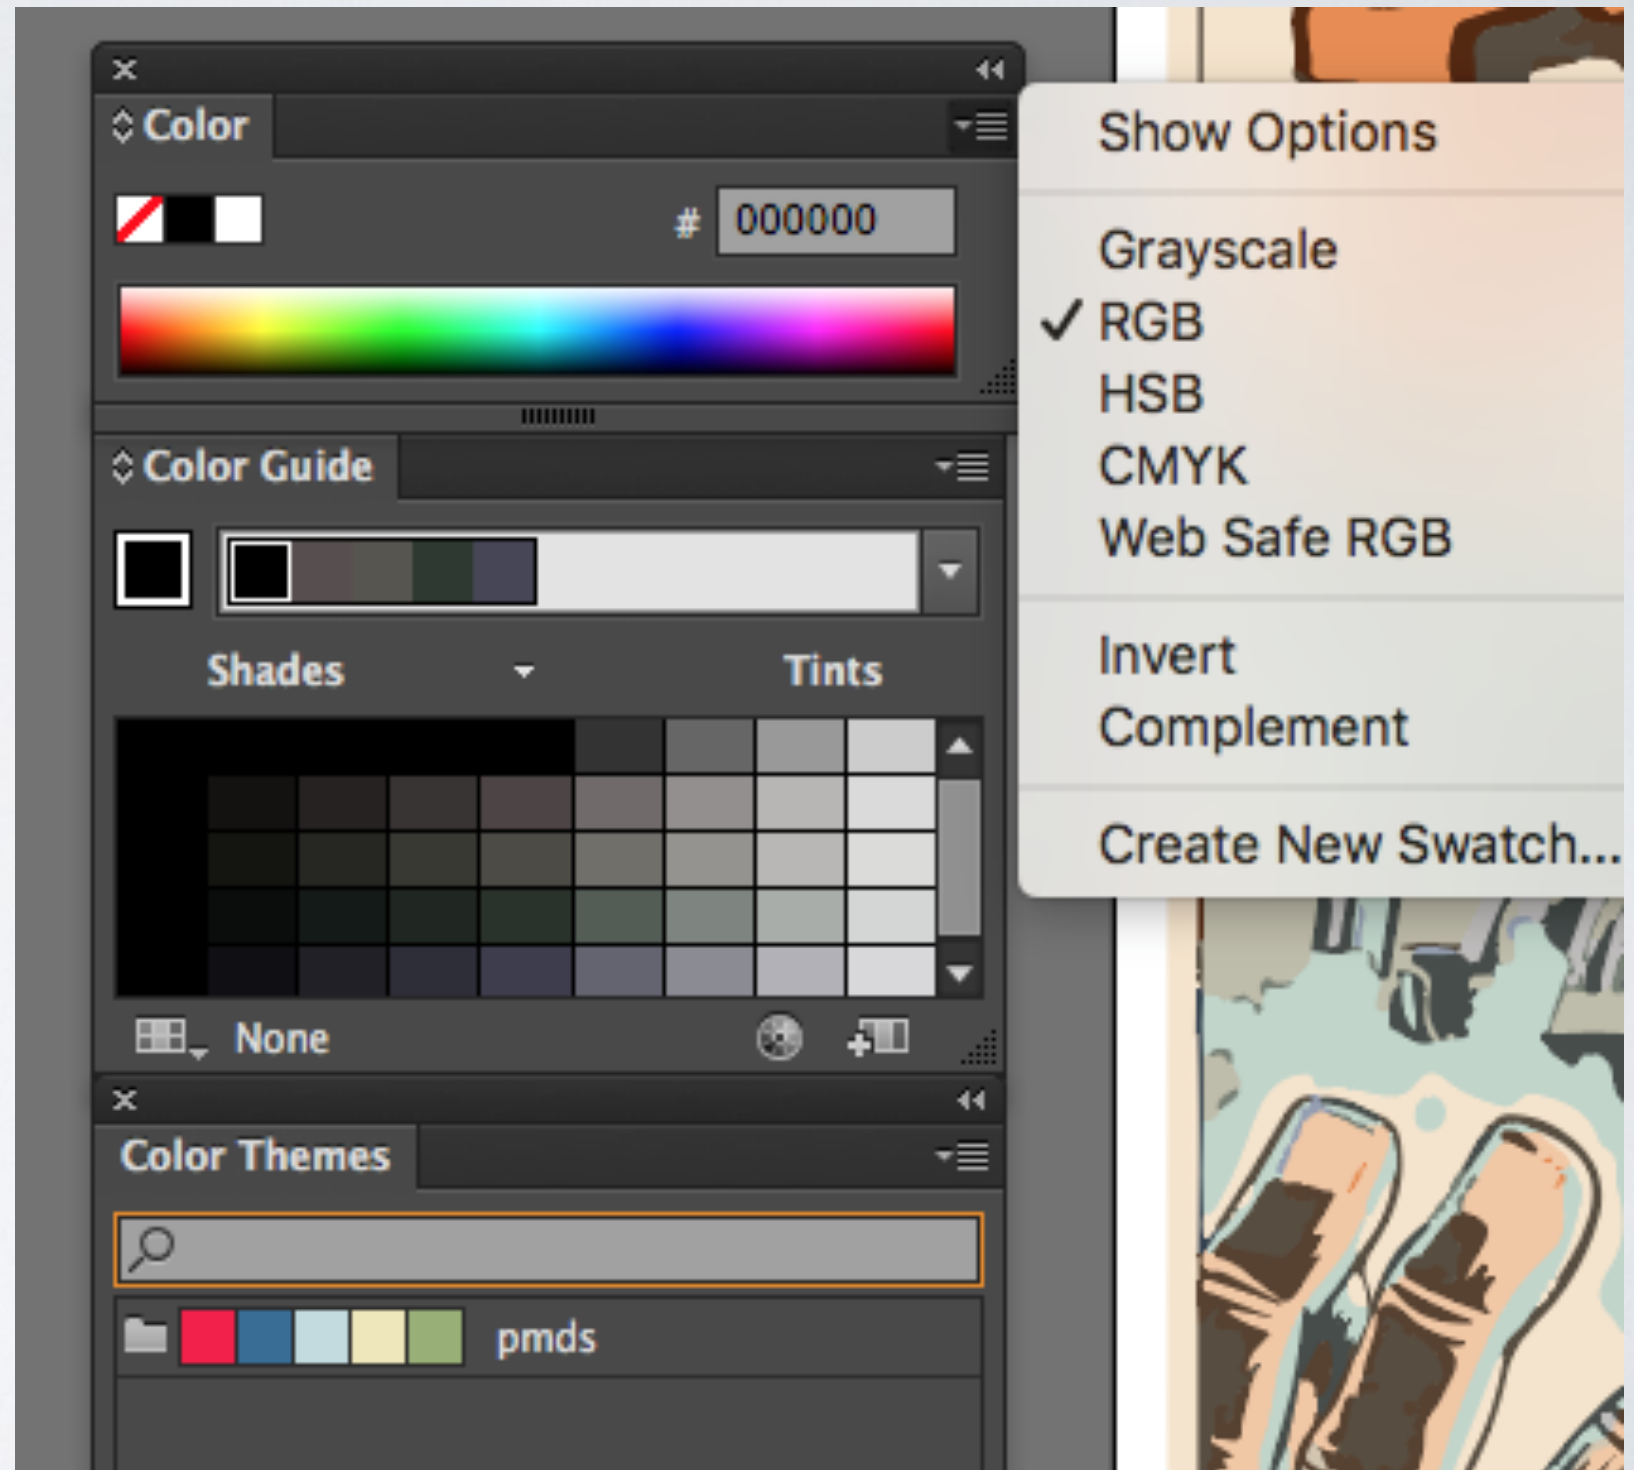 Color
# 000000
Color Guide
Shades Tints
None
Color Themes
pmds
Show Options
Grayscale
RGB
HSB
CMYK
Web Safe RGB
Invert
Complement
Create New Swatch...